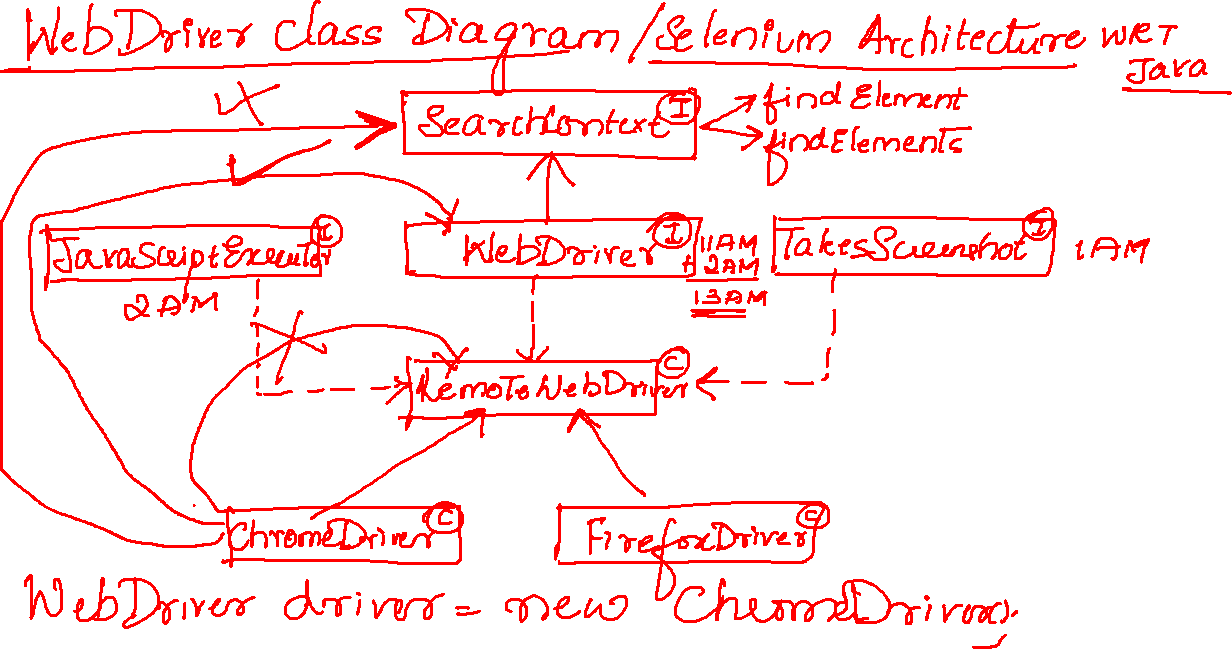 WebDriver Class Diagram / Selenium Architecture WRT
Java
SearchContext I
findElement
findElements
JavaScriptExecutor I
WebDriver I
11AM
+ 2AM
13AM
TakesScreenshot I
1AM
2AM
RemoteWebDriver C
ChromeDriver C
FirefoxDriver C
WebDriver driver = new ChromeDriver();